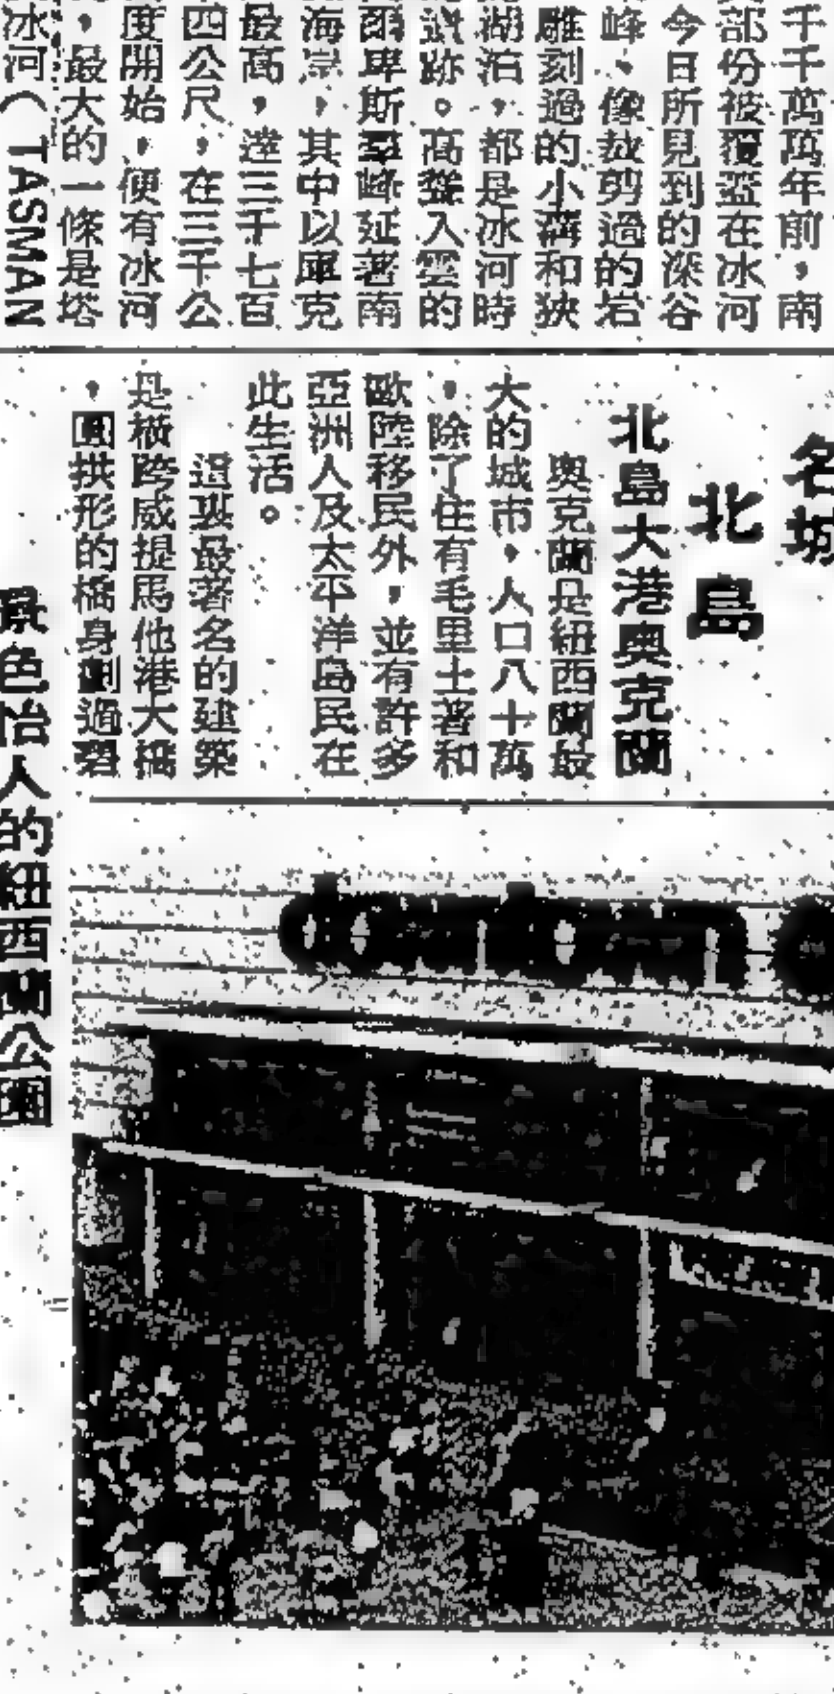 千千萬萬年前，南
部份被覆蓋在冰河
今日所見到的深谷
峰、像裁剪過的岩
雕刻過的小溝和狹
湖泊，都是冰河時
跡。高聳入雲的
爾卑斯羣峰延著南
海岸，其中以庫克
最高，達三千七百
四公尺，在三千公
度開始，便有冰河
，最大的一條是塔
冰河（TASMAN
名城
北島
北島大港奧克蘭
奧克蘭是紐西蘭最
大的城市，人口八十萬
，除了住有毛里土著和
歐陸移民外，並有許多
亞洲人及太平洋島民在
此生活。
這裏最著名的建築
是橫跨威提馬他港大橋
，圓拱形的橋身劃過碧
景色怡人的紐西蘭公園